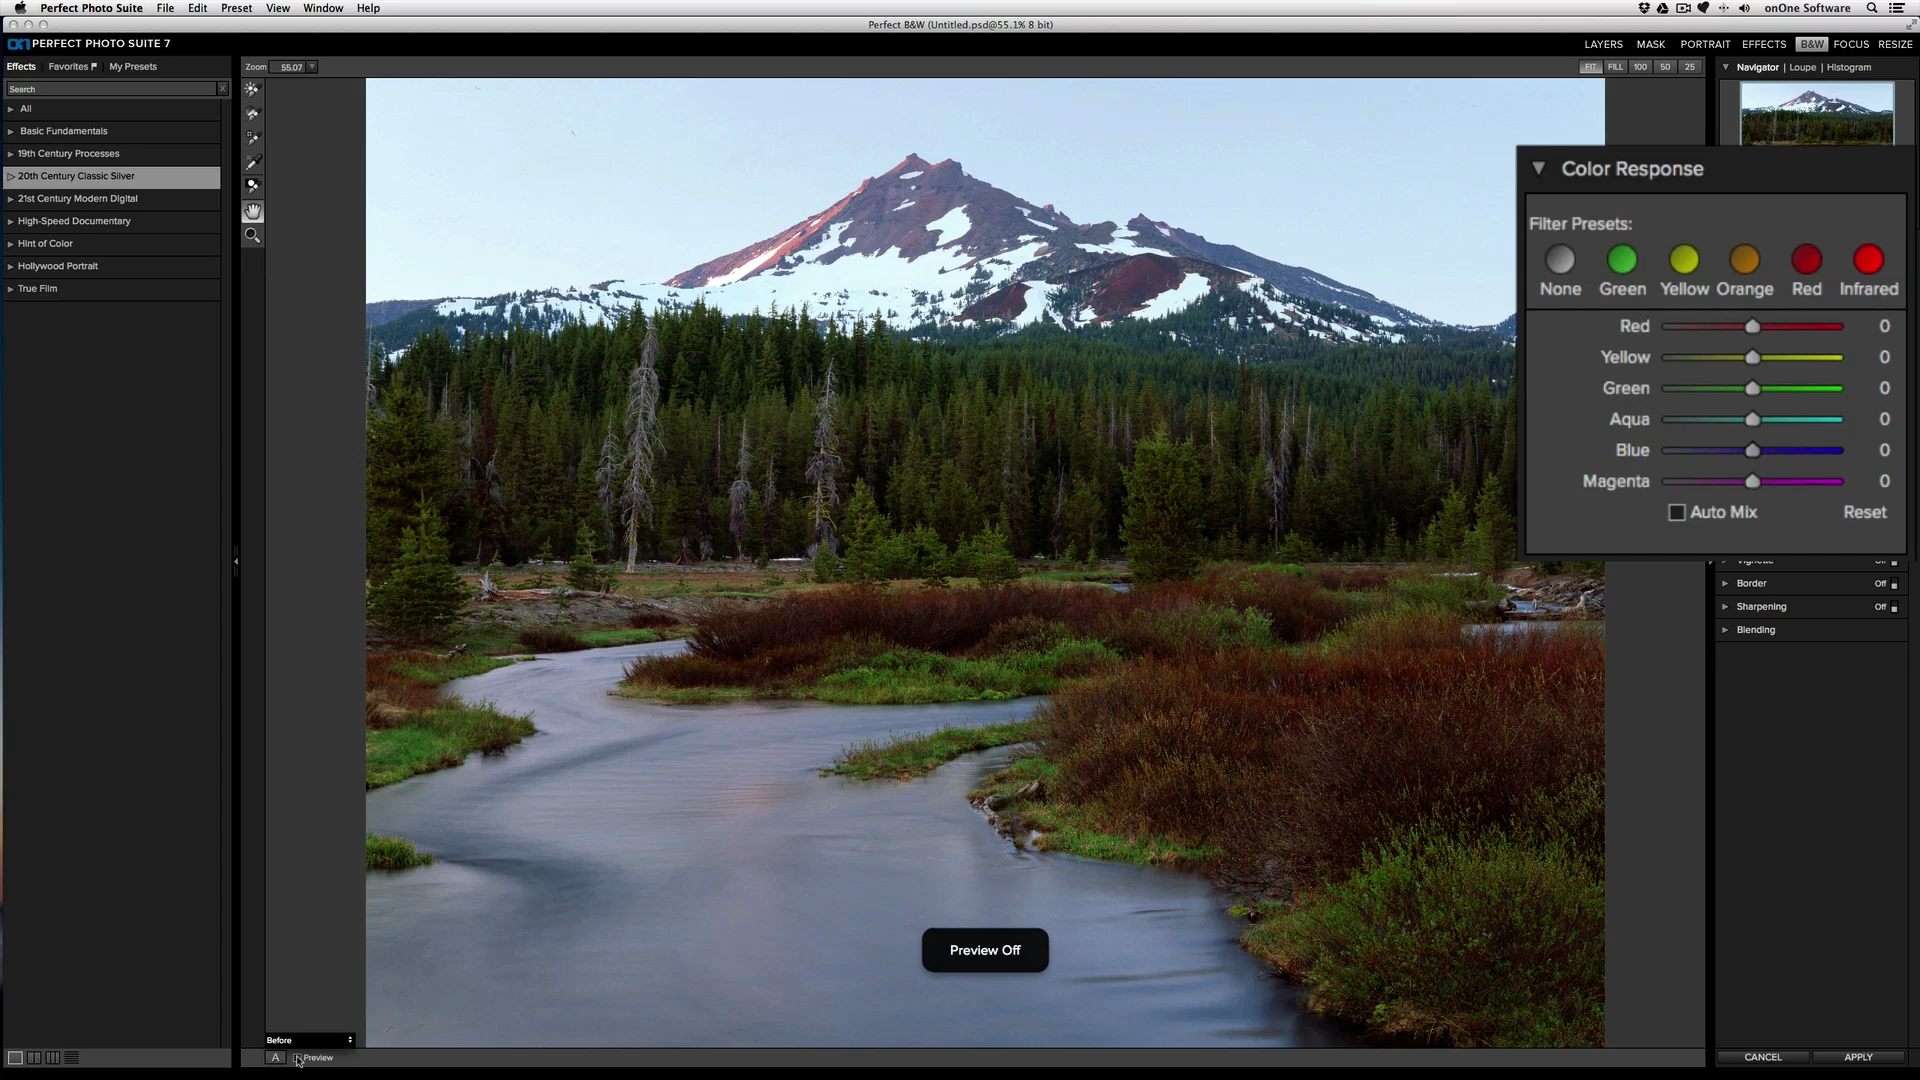 Perfect Photo Suite File Edit Preset View Window Help onOne Software
Perfect B&W (Untitled.psd@55.1% 8 bit)
on PERFECT PHOTO SUITE 7 LAYERS MASK PORTRAIT EFFECTS B&W FOCUS RESIZE
Effects Favorites My Presets
Zoom 55.07 FIT FILL 100 50 25
Navigator | Loupe | Histogram
Search X
All
Basic Fundamentals
19th Century Processes
20th Century Classic Silver
21st Century Modern Digital
High-Speed Documentary
Hint of Color
Hollywood Portrait
True Film
Color Response
Filter Presets:
None Green Yellow Orange Red Infrared
Red 0
Yellow 0
Green 0
Aqua 0
Blue 0
Magenta 0
Auto Mix Reset
Vignette Off
Border Off
Sharpening Off
Blending
Preview Off
Before
A Preview
CANCEL APPLY